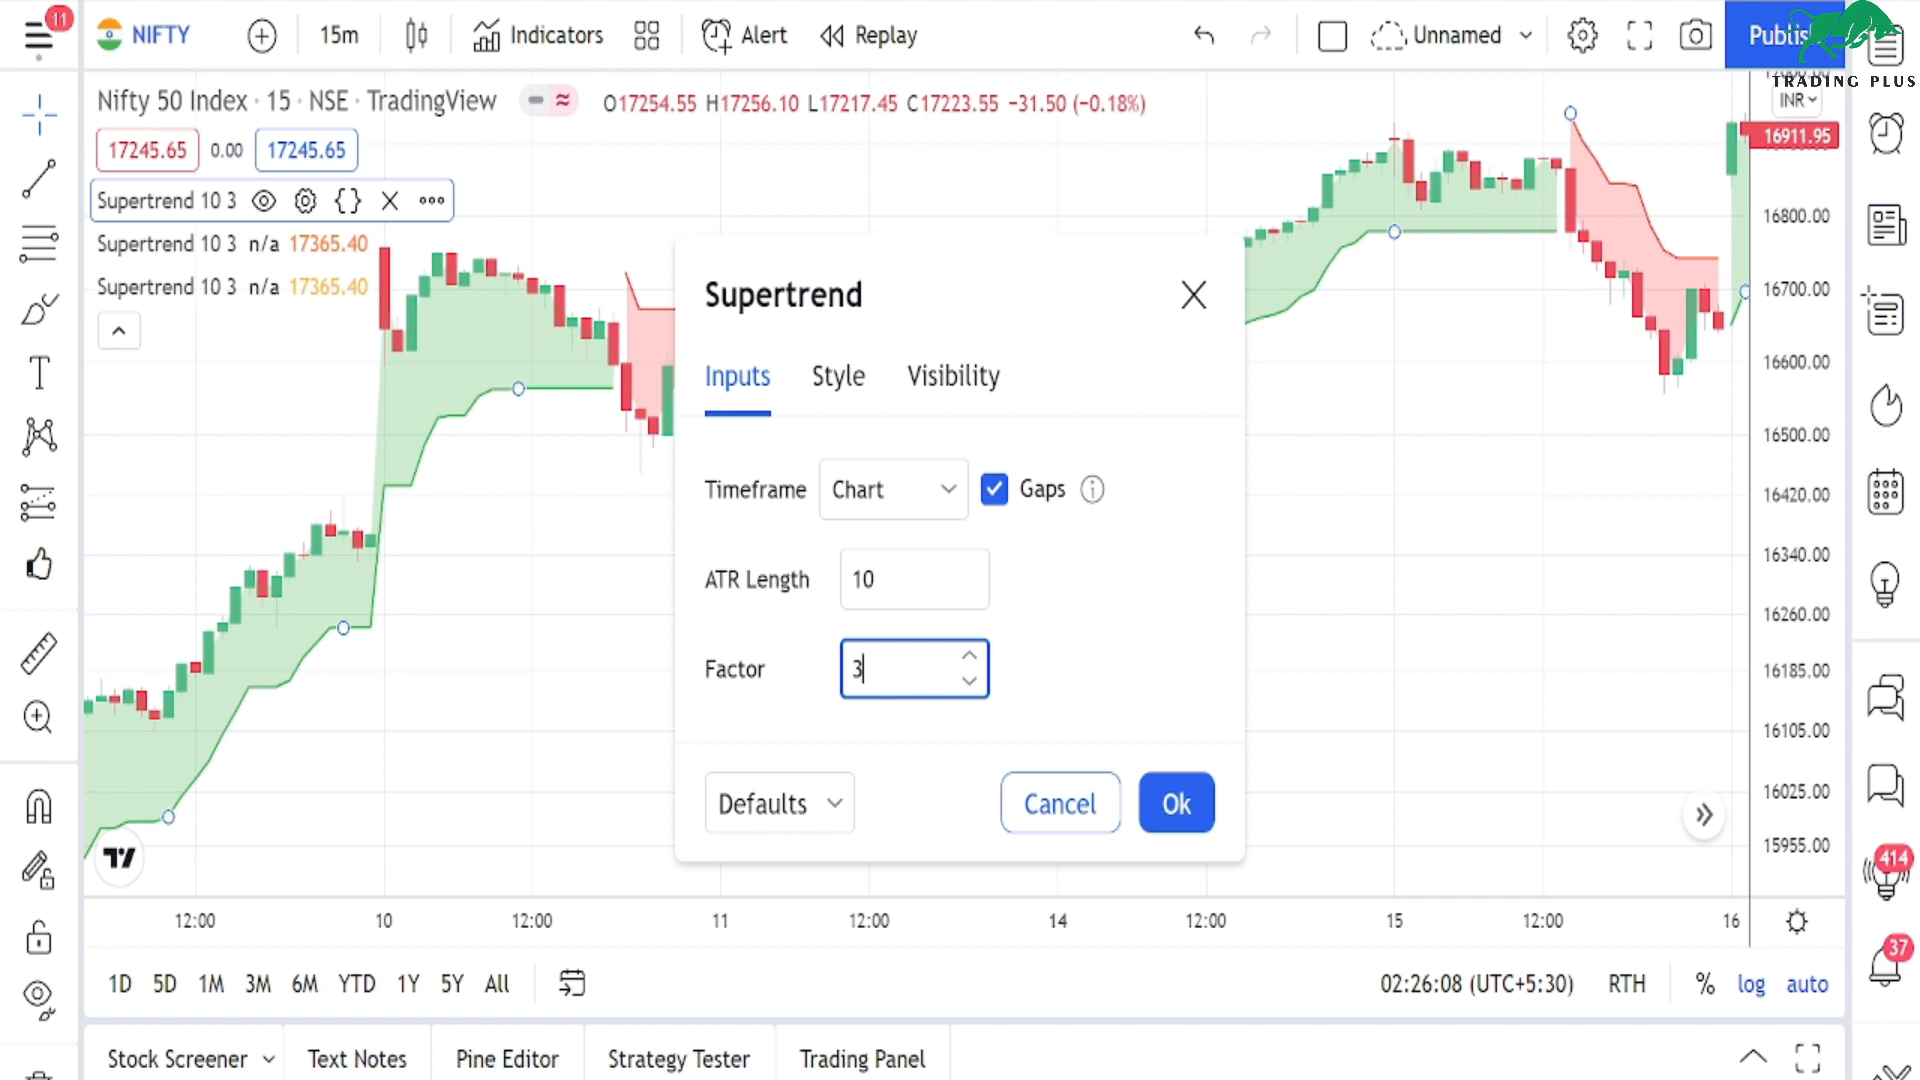 11
NIFTY
15m
Indicators
Alert
Replay
Unnamed
Publis
TRADING PLUS
Nifty 50 Index · 15 · NSE · TradingView
O17254.55 H17256.10 L17217.45 C17223.55 −31.50 (−0.18%)
INR
17245.65 0.00 17245.65
16911.95
Supertrend 10 3
Supertrend 10 3 n/a 17365.40
Supertrend 10 3 n/a 17365.40
16800.00
16700.00
16600.00
16500.00
16420.00
16340.00
16260.00
16185.00
16105.00
16025.00
15955.00
Supertrend
Inputs Style Visibility
Timeframe Chart Gaps
ATR Length 10
Factor 3
Defaults Cancel Ok
414
12:00 10 12:00 11 12:00 14 12:00 15 12:00 16
37
1D 5D 1M 3M 6M YTD 1Y 5Y All
02:26:08 (UTC+5:30) RTH % log auto
Stock Screener Text Notes Pine Editor Strategy Tester Trading Panel